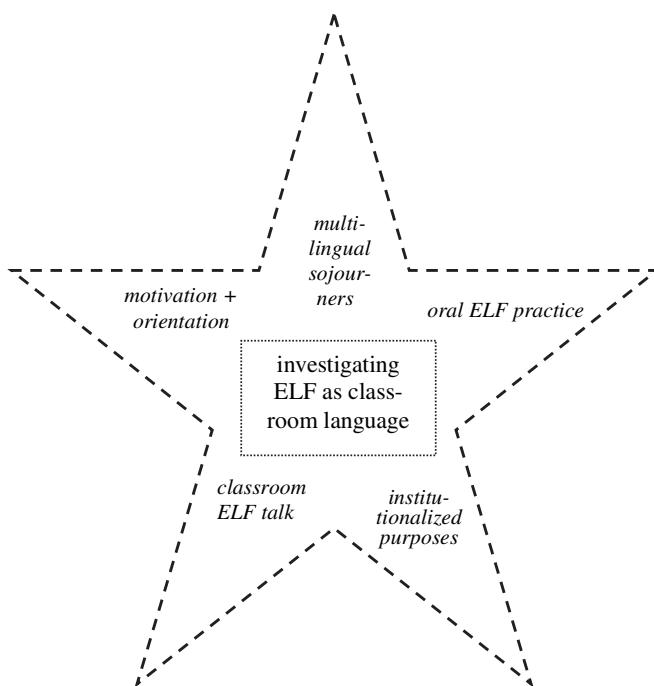 multi-
lingual
sojour-
ners
motivation +
orientation
oral ELF practice
investigating
ELF as class-
room language
classroom
ELF talk
institu-
tionalized
purposes